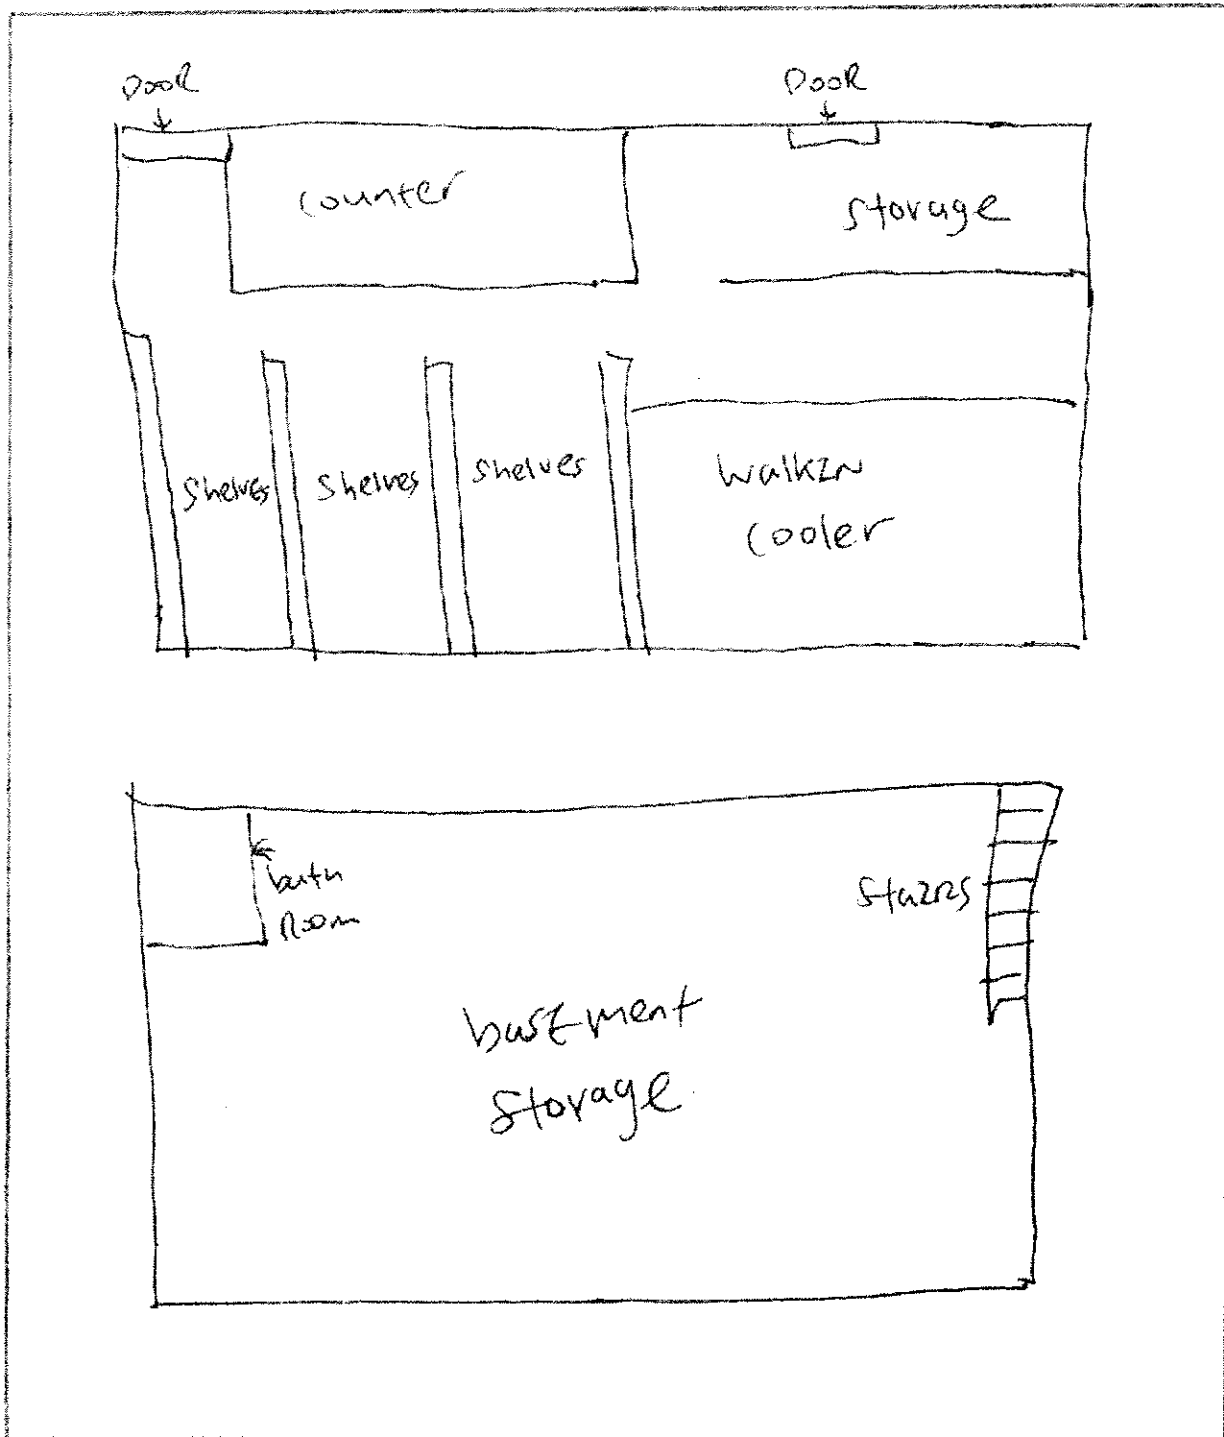 DOOR
DOOR
counter
storage
shelves
shelves
shelves
WALKIN
cooler
bath
Room
Stairs
basEment
Storage